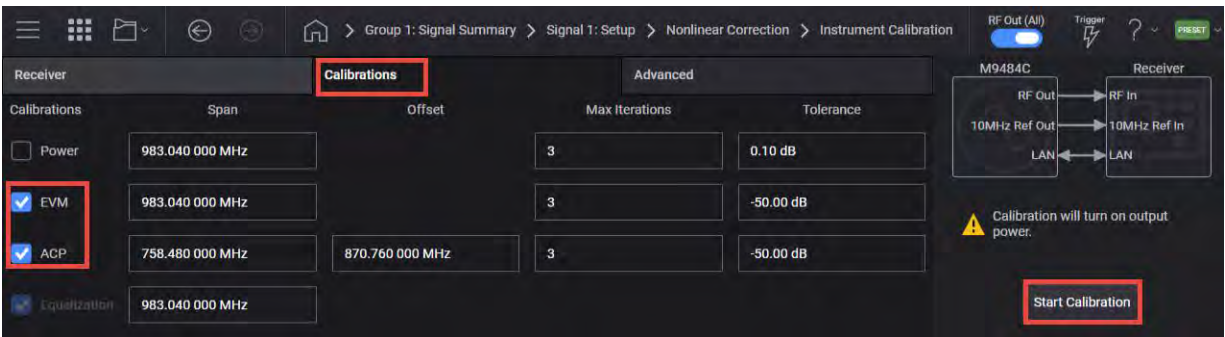 Group 1: Signal Summary > Signal 1: Setup > Nonlinear Correction > Instrument Calibration
RF Out (All)
Trigger
?
PRESET
Receiver
Calibrations
Advanced
Calibrations Span Offset Max Iterations Tolerance
Power 983.040 000 MHz 3 0.10 dB
EVM 983.040 000 MHz 3 -50.00 dB
ACP 758.480 000 MHz 870.760 000 MHz 3 -50.00 dB
Equalization 983.040 000 MHz
M9484C Receiver
RF Out RF In
10MHz Ref Out 10MHz Ref In
LAN LAN
Calibration will turn on output
power.
Start Calibration